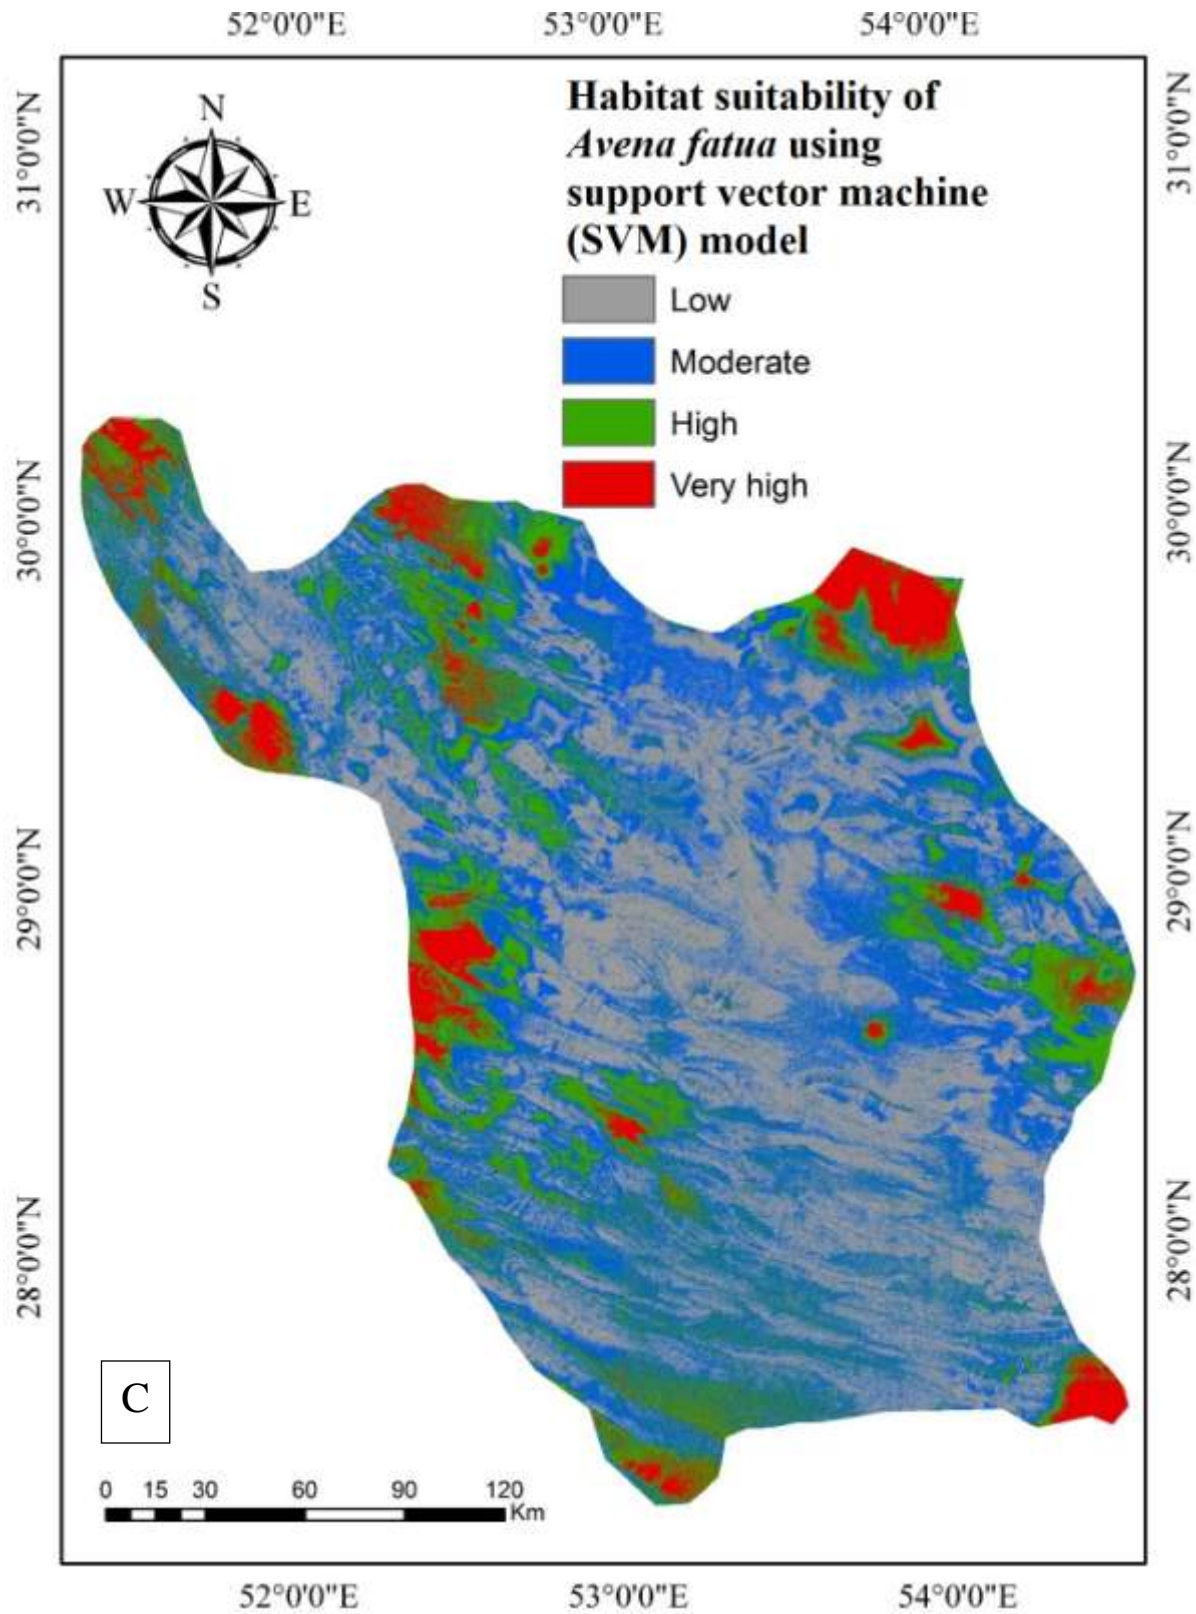 52°0'0"E 53°0'0"E 54°0'0"E
31°0'0"N
31°0'0"N
N
W E
S
Habitat suitability of
Avena fatua using
support vector machine
(SVM) model
Low
Moderate
High
Very high
30°0'0"N
30°0'0"N
29°0'0"N
29°0'0"N
28°0'0"N
28°0'0"N
C
0 15 30 60 90 120
Km
52°0'0"E 53°0'0"E 54°0'0"E